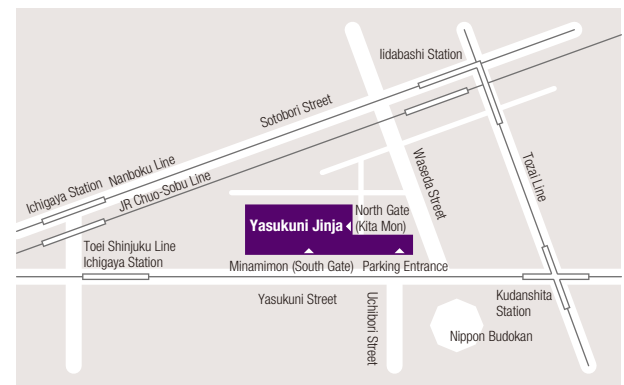 Iidabashi Station
Sotobori Street
Waseda Street
Tozai Line
Nanboku Line
Ichigaya Station
JR Chuo-Sobu Line
Yasukuni Jinja
North Gate
(Kita Mon)
Toei Shinjuku Line
Ichigaya Station
Minamimon (South Gate)
Parking Entrance
Yasukuni Street
Uchibori Street
Kudanshita
Station
Nippon Budokan